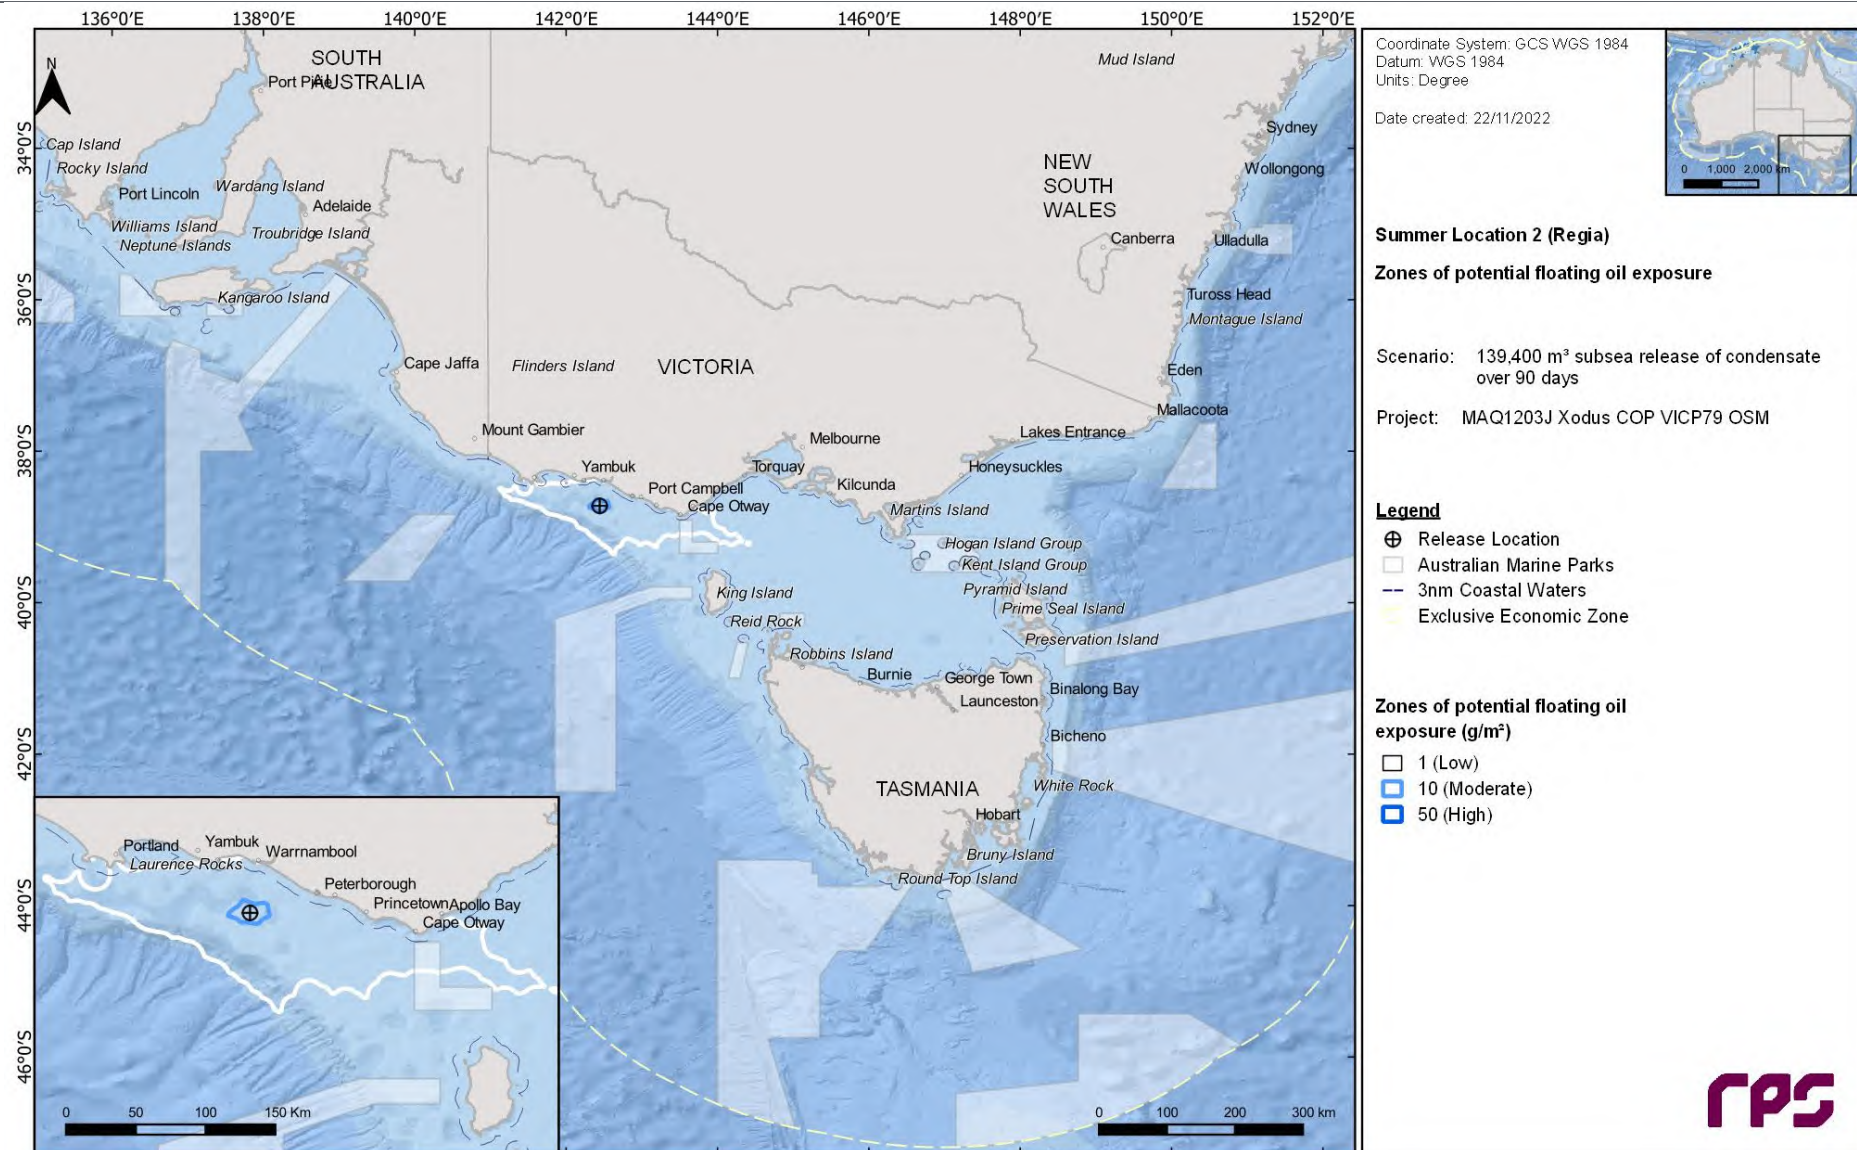 136°0'E 138°0'E 140°0'E 142°0'E 144°0'E 146°0'E 148°0'E 150°0'E 152°0'E
34°0'S
36°0'S
38°0'S
40°0'S
42°0'S
44°0'S
46°0'S
N
SOUTH
AUSTRALIA
Port Pirie
Mud Island
Cap Island
Rocky Island
Port Lincoln
Wardang Island
Adelaide
Williams Island
Neptune Islands
Troubridge Island
Kangaroo Island
Sydney
Wollongong
NEW
SOUTH
WALES
Canberra
Ulladulla
Tuross Head
Montague Island
Cape Jaffa
Flinders Island
VICTORIA
Eden
Mallacoota
Mount Gambier
Melbourne
Lakes Entrance
Yambuk
Torquay
Honeysuckles
Port Campbell
Kilcunda
Cape Otway
Martins Island
Hogan Island Group
Kent Island Group
King Island
Pyramid Island
Prime Seal Island
Reid Rock
Preservation Island
Robbins Island
Burnie
George Town
Launceston
Binalong Bay
Bicheno
TASMANIA
White Rock
Hobart
Bruny Island
Round Top Island
0 100 200 300 km
Portland
Yambuk
Warrnambool
Laurence Rocks
Peterborough
Princetown
Apollo Bay
Cape Otway
0 50 100 150 Km
Coordinate System: GCS WGS 1984
Datum: WGS 1984
Units: Degree
Date created: 22/11/2022
0 1,000 2,000 km
Summer Location 2 (Regia)
Zones of potential floating oil exposure
Scenario: 139,400 m³ subsea release of condensate
over 90 days
Project: MAQ1203J Xodus COP VICP79 OSM
Legend
Release Location
Australian Marine Parks
3nm Coastal Waters
Exclusive Economic Zone
Zones of potential floating oil
exposure (g/m²)
1 (Low)
10 (Moderate)
50 (High)
rps